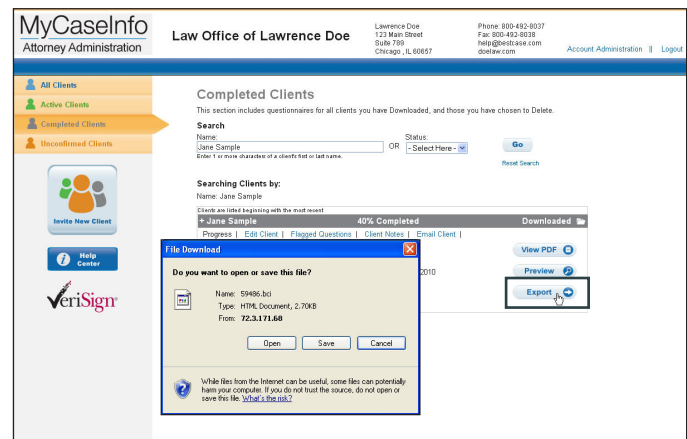 MyCaseInfo
Attorney Administration
Law Office of Lawrence Doe
Lawrence Doe
123 Main Street
Suite 789
Chicago , IL 60657
Phone: 800-492-8037
Fax: 800-492-8038
help@bestcase.com
doelaw.com
Account Administration || Logout
All Clients
Active Clients
Completed Clients
Unconfirmed Clients
Invite New Client
Help
Center
VeriSign
Completed Clients
This section includes questionnaires for all clients you have Downloaded, and those you have chosen to Delete.
Search
Name:
Status:
Jane Sample
OR
- Select Here -
Go
Enter 1 or more characters of a client's first or last name.
Reset Search
Searching Clients by:
Name: Jane Sample
Clients are listed beginning with the most recent
+ Jane Sample 40% Completed Downloaded
Progress | Edit Client | Flagged Questions | Client Notes | Email Client |
View PDF
2010
Preview
Export
File Download
Do you want to open or save this file?
Name: 59486.bci
Type: HTML Document, 2.70KB
From: 72.3.171.68
Open
Save
Cancel
While files from the Internet can be useful, some files can potentially
harm your computer. If you do not trust the source, do not open or
save this file. What's the risk?